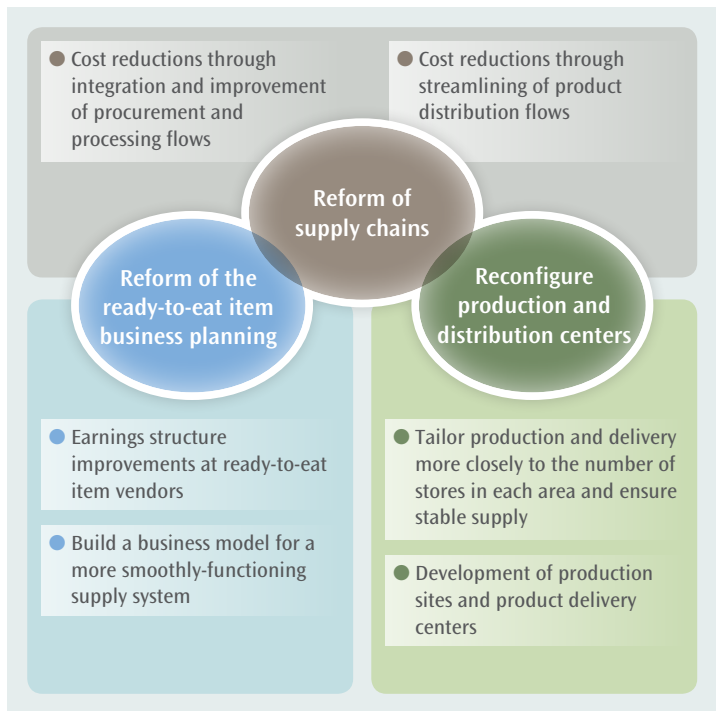 ● Cost reductions through
integration and improvement
of procurement and
processing flows
● Cost reductions through
streamlining of product
distribution flows
Reform of
supply chains
Reform of the
ready-to-eat item
business planning
Reconfigure
production and
distribution centers
● Earnings structure
improvements at ready-to-eat
item vendors
● Build a business model for a
more smoothly-functioning
supply system
● Tailor production and delivery
more closely to the number of
stores in each area and ensure
stable supply
● Development of production
sites and product delivery
centers